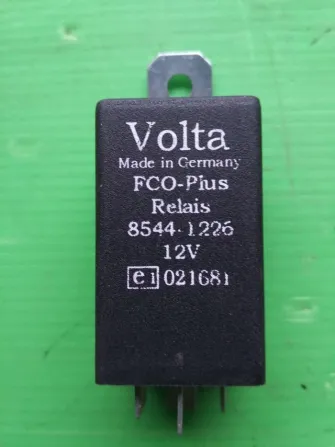 Volta
Made in Germany
FCO-Plus
Relais
8544-1226
12V
e1 021681